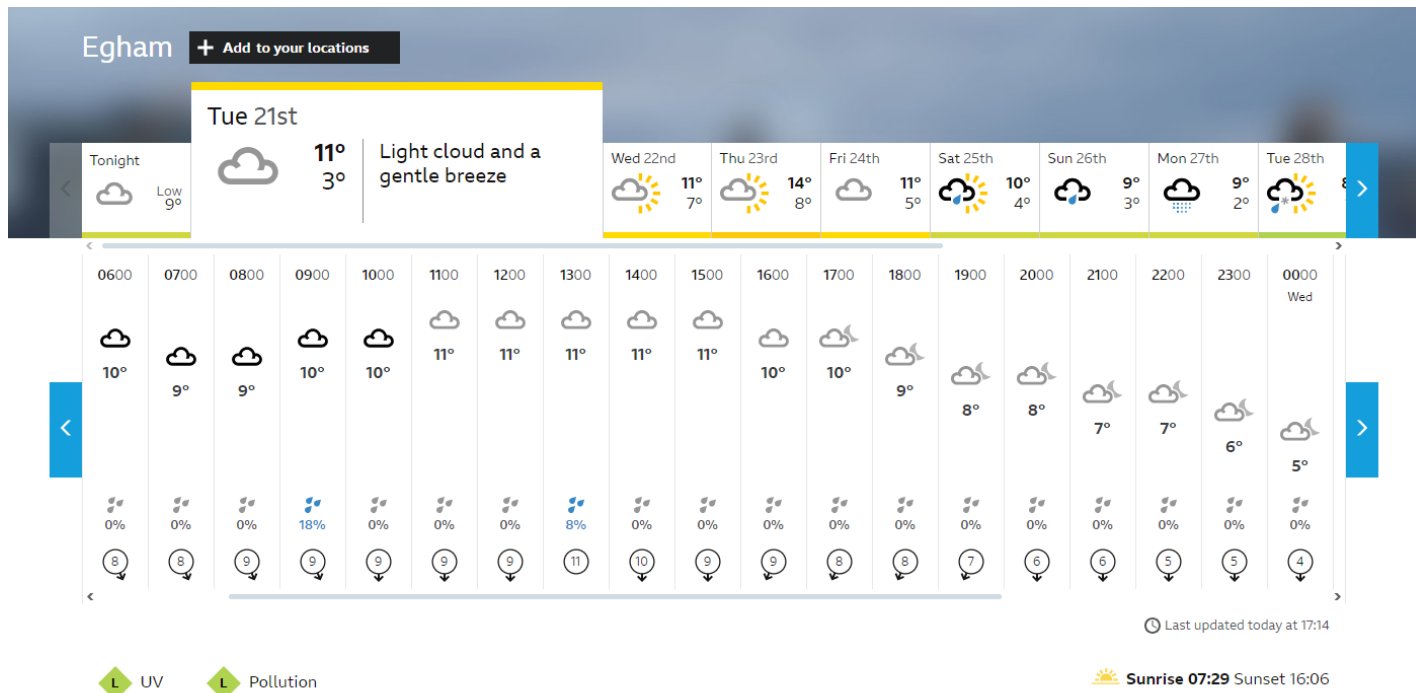 Egham
+ Add to your locations
Tonight
Low
9°
Tue 21st
11°
3°
Light cloud and a
gentle breeze
Wed 22nd
11°
7°
Thu 23rd
14°
8°
Fri 24th
11°
5°
Sat 25th
10°
4°
Sun 26th
9°
3°
Mon 27th
9°
2°
Tue 28th
0600 0700 0800 0900 1000 1100 1200 1300 1400 1500 1600 1700 1800 1900 2000 2100 2200 2300 0000
Wed
10° 9° 9° 10° 10° 11° 11° 11° 11° 11° 10° 10° 9° 8° 8° 7° 7° 6° 5°
0% 0% 0% 18% 0% 0% 0% 8% 0% 0% 0% 0% 0% 0% 0% 0% 0% 0% 0%
8 8 9 9 9 9 9 11 10 9 9 8 8 7 6 6 5 5 4
Last updated today at 17:14
L UV L Pollution
Sunrise 07:29 Sunset 16:06